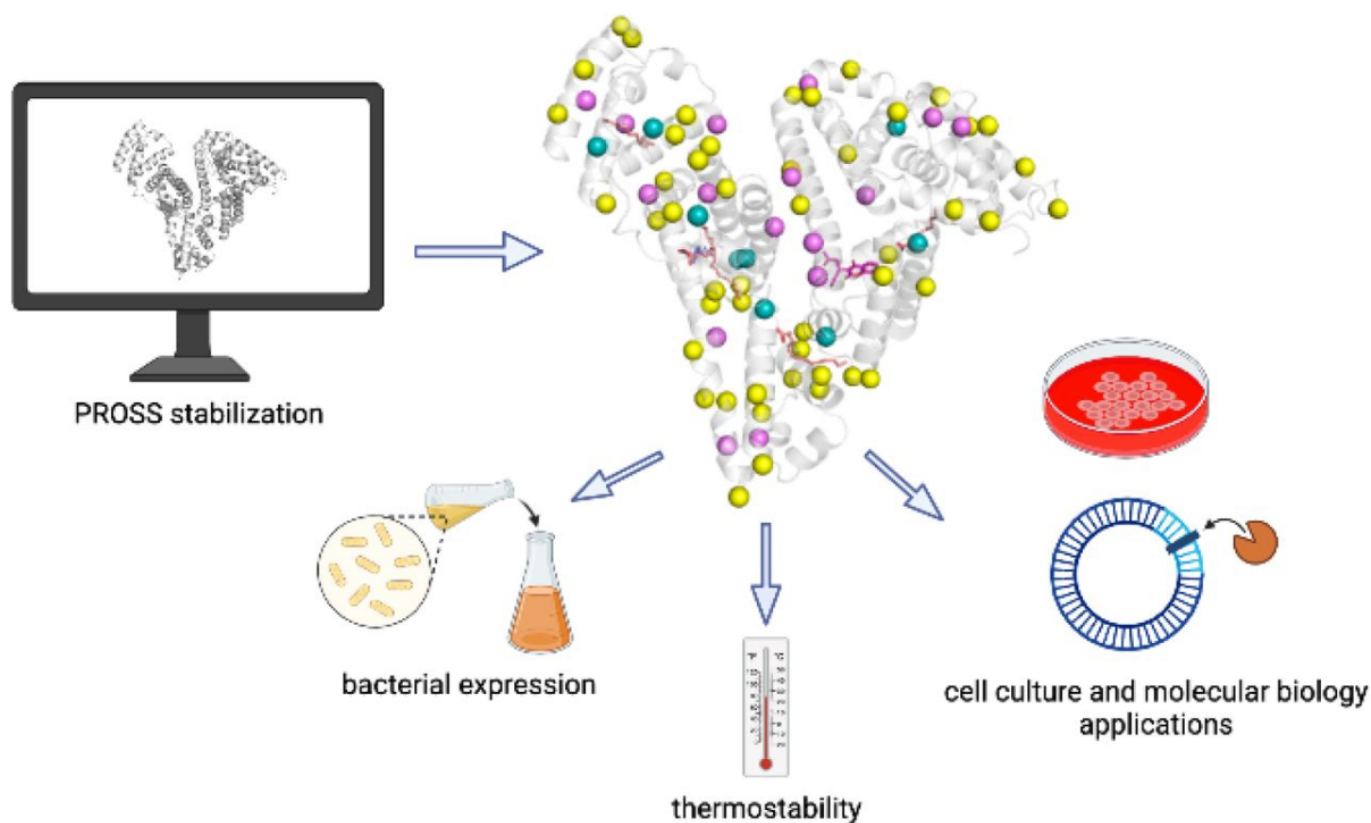 PROSS stabilization
bacterial expression
cell culture and molecular biology
applications
thermostability